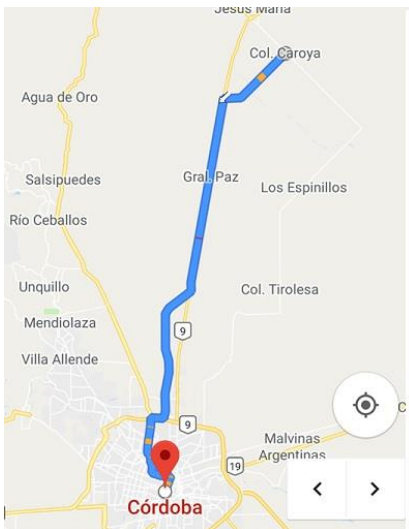 Jesús María
Col. Caroya
Agua de Oro
Gral. Paz
Salsipuedes
Los Espinillos
Río Ceballos
Unquillo
Col. Tirolesa
Mendiolaza
9
Villa Allende
9
C
Malvinas
Argentinas
19
Córdoba